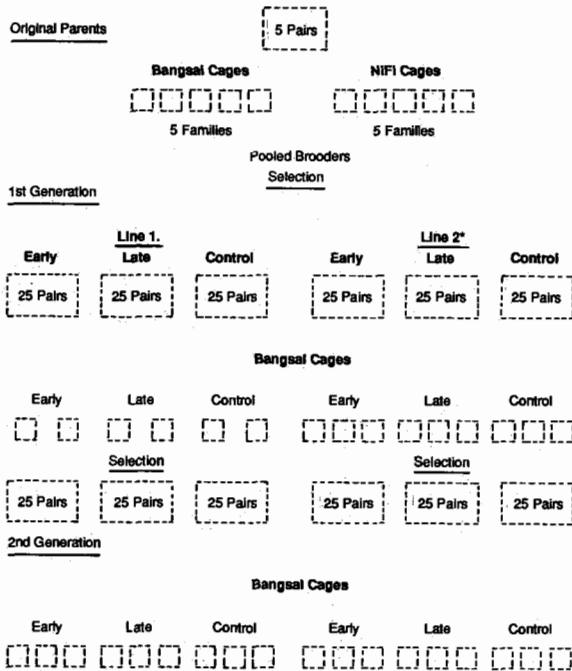 Original Parents
5 Pairs
Bangsal Cages NIFI Cages
5 Families 5 Families
Pooled Brooders
Selection
1st Generation
Line 1. Line 2*
Early Late Control Early Late Control
25 Pairs 25 Pairs 25 Pairs 25 Pairs 25 Pairs 25 Pairs
Bangsal Cages
Early Late Control Early Late Control
Selection Selection
25 Pairs 25 Pairs 25 Pairs 25 Pairs 25 Pairs 25 Pairs
2nd Generation
Bangsal Cages
Early Late Control Early Late Control